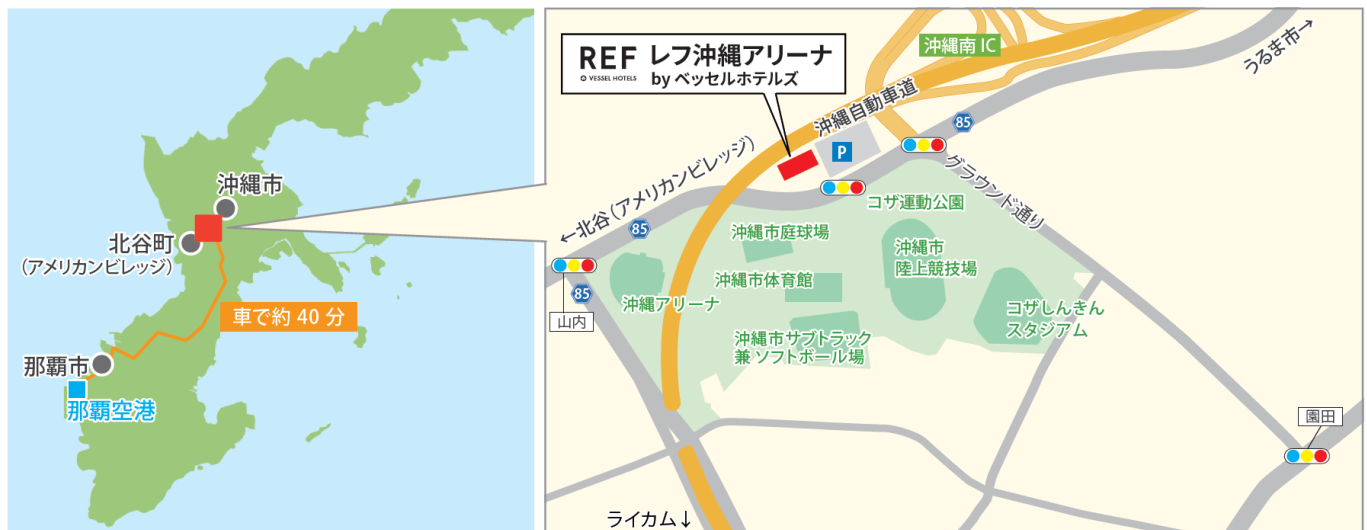 沖縄市
北谷町
(アメリカンビレッジ)
車で約 40 分
那覇市
那覇空港
REF レフ沖縄アリーナ
VESSEL HOTELS by ベッセルホテルズ
沖縄南 IC
うるま市→
沖縄自動車道
85
P
グラウンド通り
←北谷(アメリカンビレッジ)
85
コザ運動公園
沖縄市庭球場
沖縄市
陸上競技場
沖縄市体育館
85
沖縄アリーナ
山内
コザしんきん
スタジアム
沖縄市サブトラック
兼 ソフトボール場
園田
ライカム↓